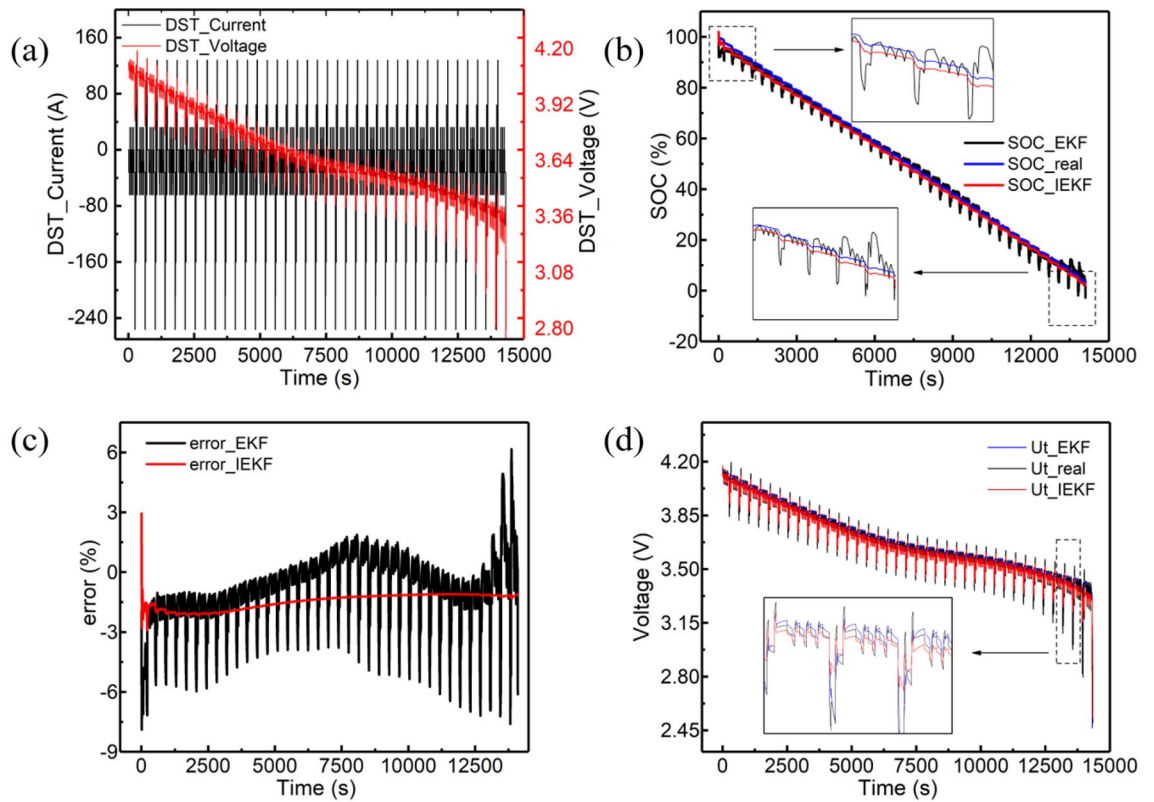 (a)
DST_Current
DST_Voltage
160
80
0
-80
-160
-240
DST_Current (A)
4.20
3.92
3.64
3.36
3.08
2.80
DST_Voltage (V)
0 2500 5000 7500 10000 12500 15000
Time (s)
(b)
100
80
60
40
20
0
-20
SOC (%)
SOC_EKF
SOC_real
SOC_IEKF
0 3000 6000 9000 12000 15000
Time (s)
(c)
error_EKF
error_IEKF
6
3
0
-3
-6
-9
error (%)
0 2500 5000 7500 10000 12500
Time (s)
(d)
Ut_EKF
Ut_real
Ut_IEKF
4.20
3.85
3.50
3.15
2.80
2.45
Voltage (V)
0 2500 5000 7500 10000 12500 15000
Time (s)